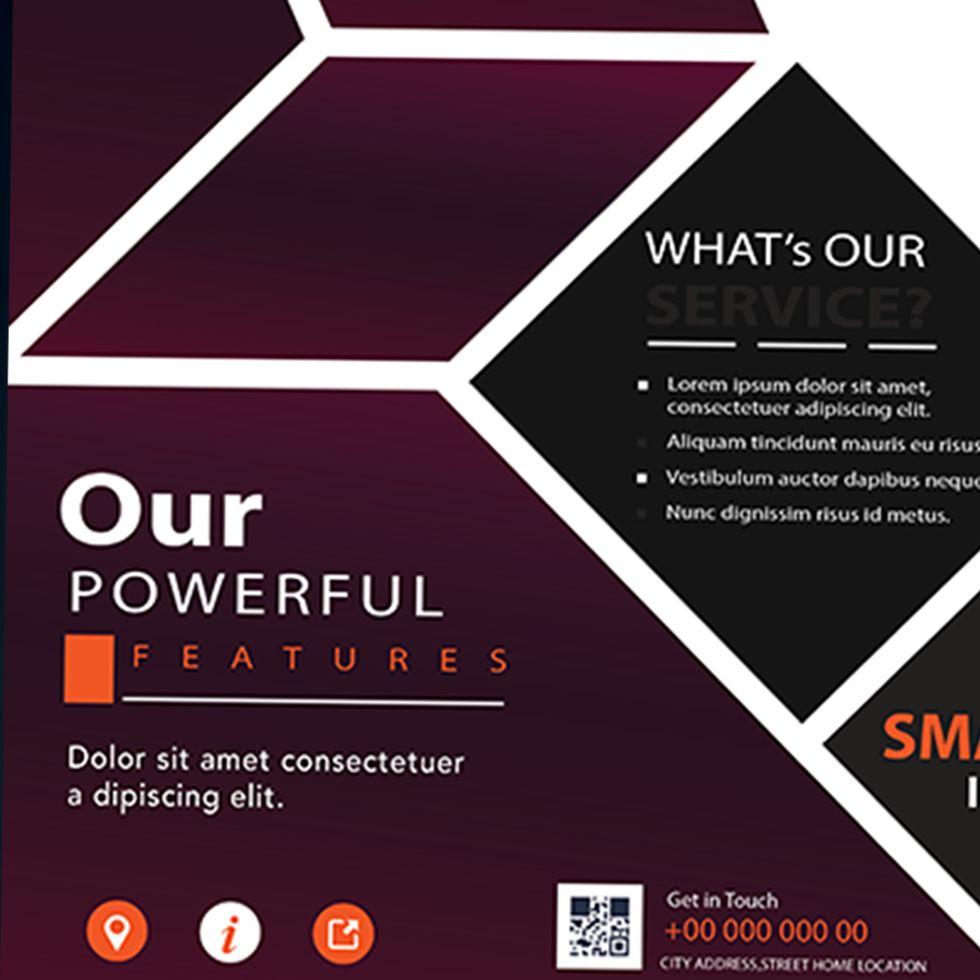 WHAT's OUR
SERVICE?
Lorem ipsum dolor sit amet,
consectetuer adipiscing elit.
Aliquam tincidunt mauris eu risus
Vestibulum auctor dapibus neque
Nunc dignissim risus id metus.
Our
POWERFUL
FEATURES
Dolor sit amet consectetuer
a dipiscing elit.
i
Get in Touch
+00 000 000 00
CITY ADDRESS,STREET HOME LOCATION